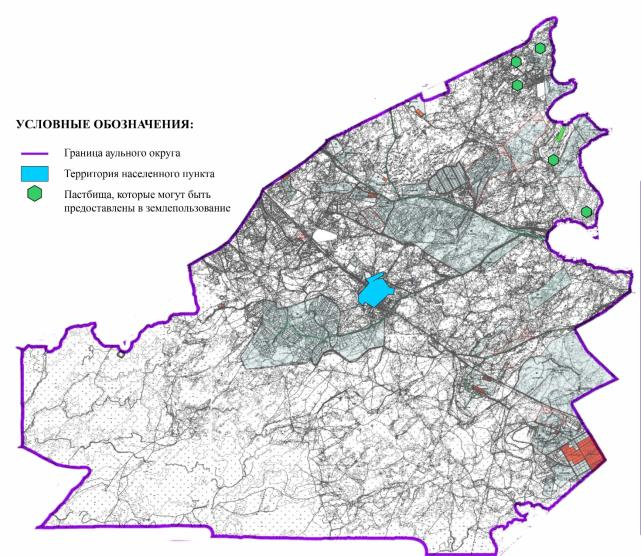 УСЛОВНЫЕ ОБОЗНАЧЕНИЯ:
Граница аульного округа
Территория населенного пункта
Пастбища, которые могут быть
предоставлены в землепользование